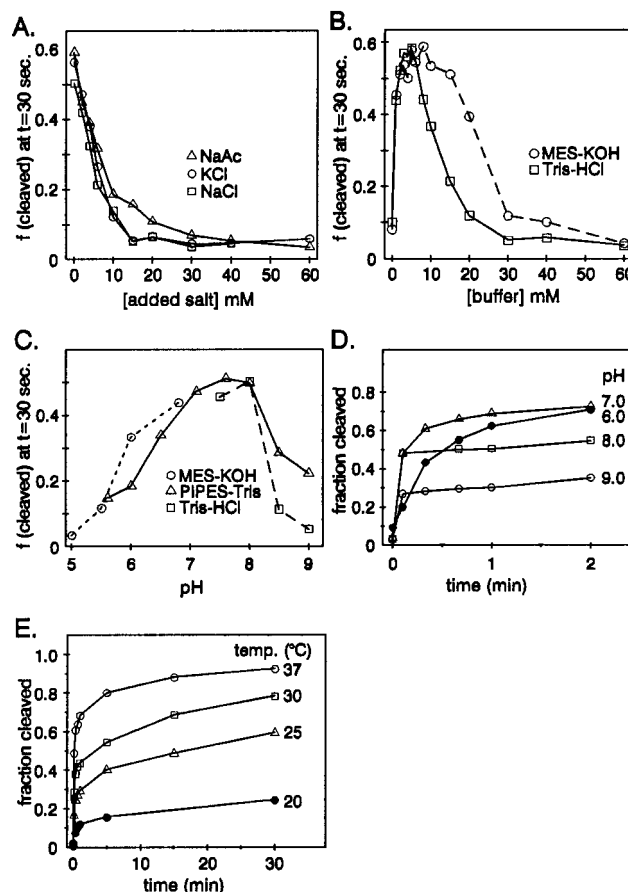 A.
f (cleaved) at t=30 sec.
0.6
0.4
0.2
0
NaAc
KCl
NaCl
0 10 20 30 40 50 60
[added salt] mM
B.
f (cleaved) at t=30 sec.
0.6
0.4
0.2
0
MES-KOH
Tris-HCl
0 10 20 30 40 50 60
[buffer] mM
C.
f (cleaved) at t=30 sec.
0.4
0.2
0
MES-KOH
PIPES-Tris
Tris-HCl
5 6 7 8 9
pH
D.
fraction cleaved
0.8
0.6
0.4
0.2
0
pH
7.0
6.0
8.0
9.0
0 1 2
time (min)
E.
fraction cleaved
1.0
0.8
0.6
0.4
0.2
0
temp. (°C)
37
30
25
20
0 10 20 30
time (min)